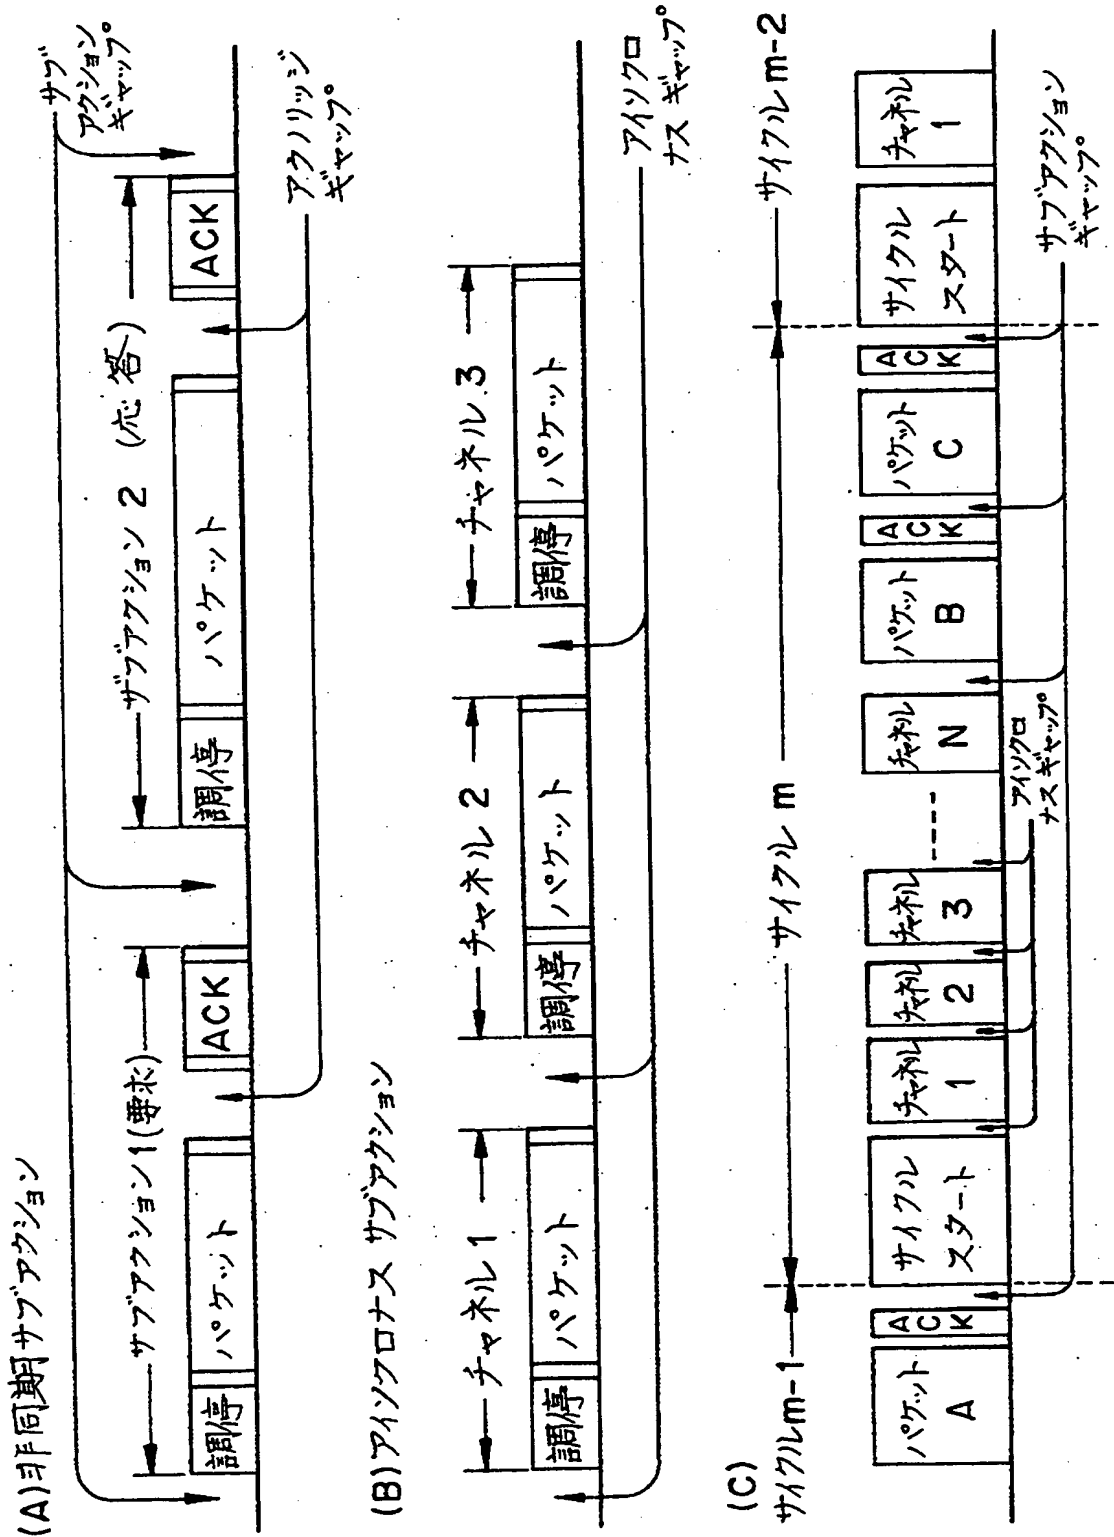 (A)非同期サブアクション
サブ
アクション
ギャップ
サブアクション1(要求)
サブアクション2 (応答)
調停
パケット
ACK
調停
パケット
ACK
アクノリッジ
ギャップ
(B)アイソクロナス サブアクション
チャネル1
チャネル2
チャネル3
調停
パケット
調停
パケット
調停
パケット
アイソクロ
ナス ギャップ
(C)
サイクルm-1
サイクル m
サイクル m-2
パケット
A
ACK
サイクル
スタート
チャネル
1
チャネル
2
チャネル
3
チャネル
N
パケット
B
ACK
パケット
C
ACK
サイクル
スタート
チャネル
1
アイソクロ
ナスギャップ
サブアクション
ギャップ